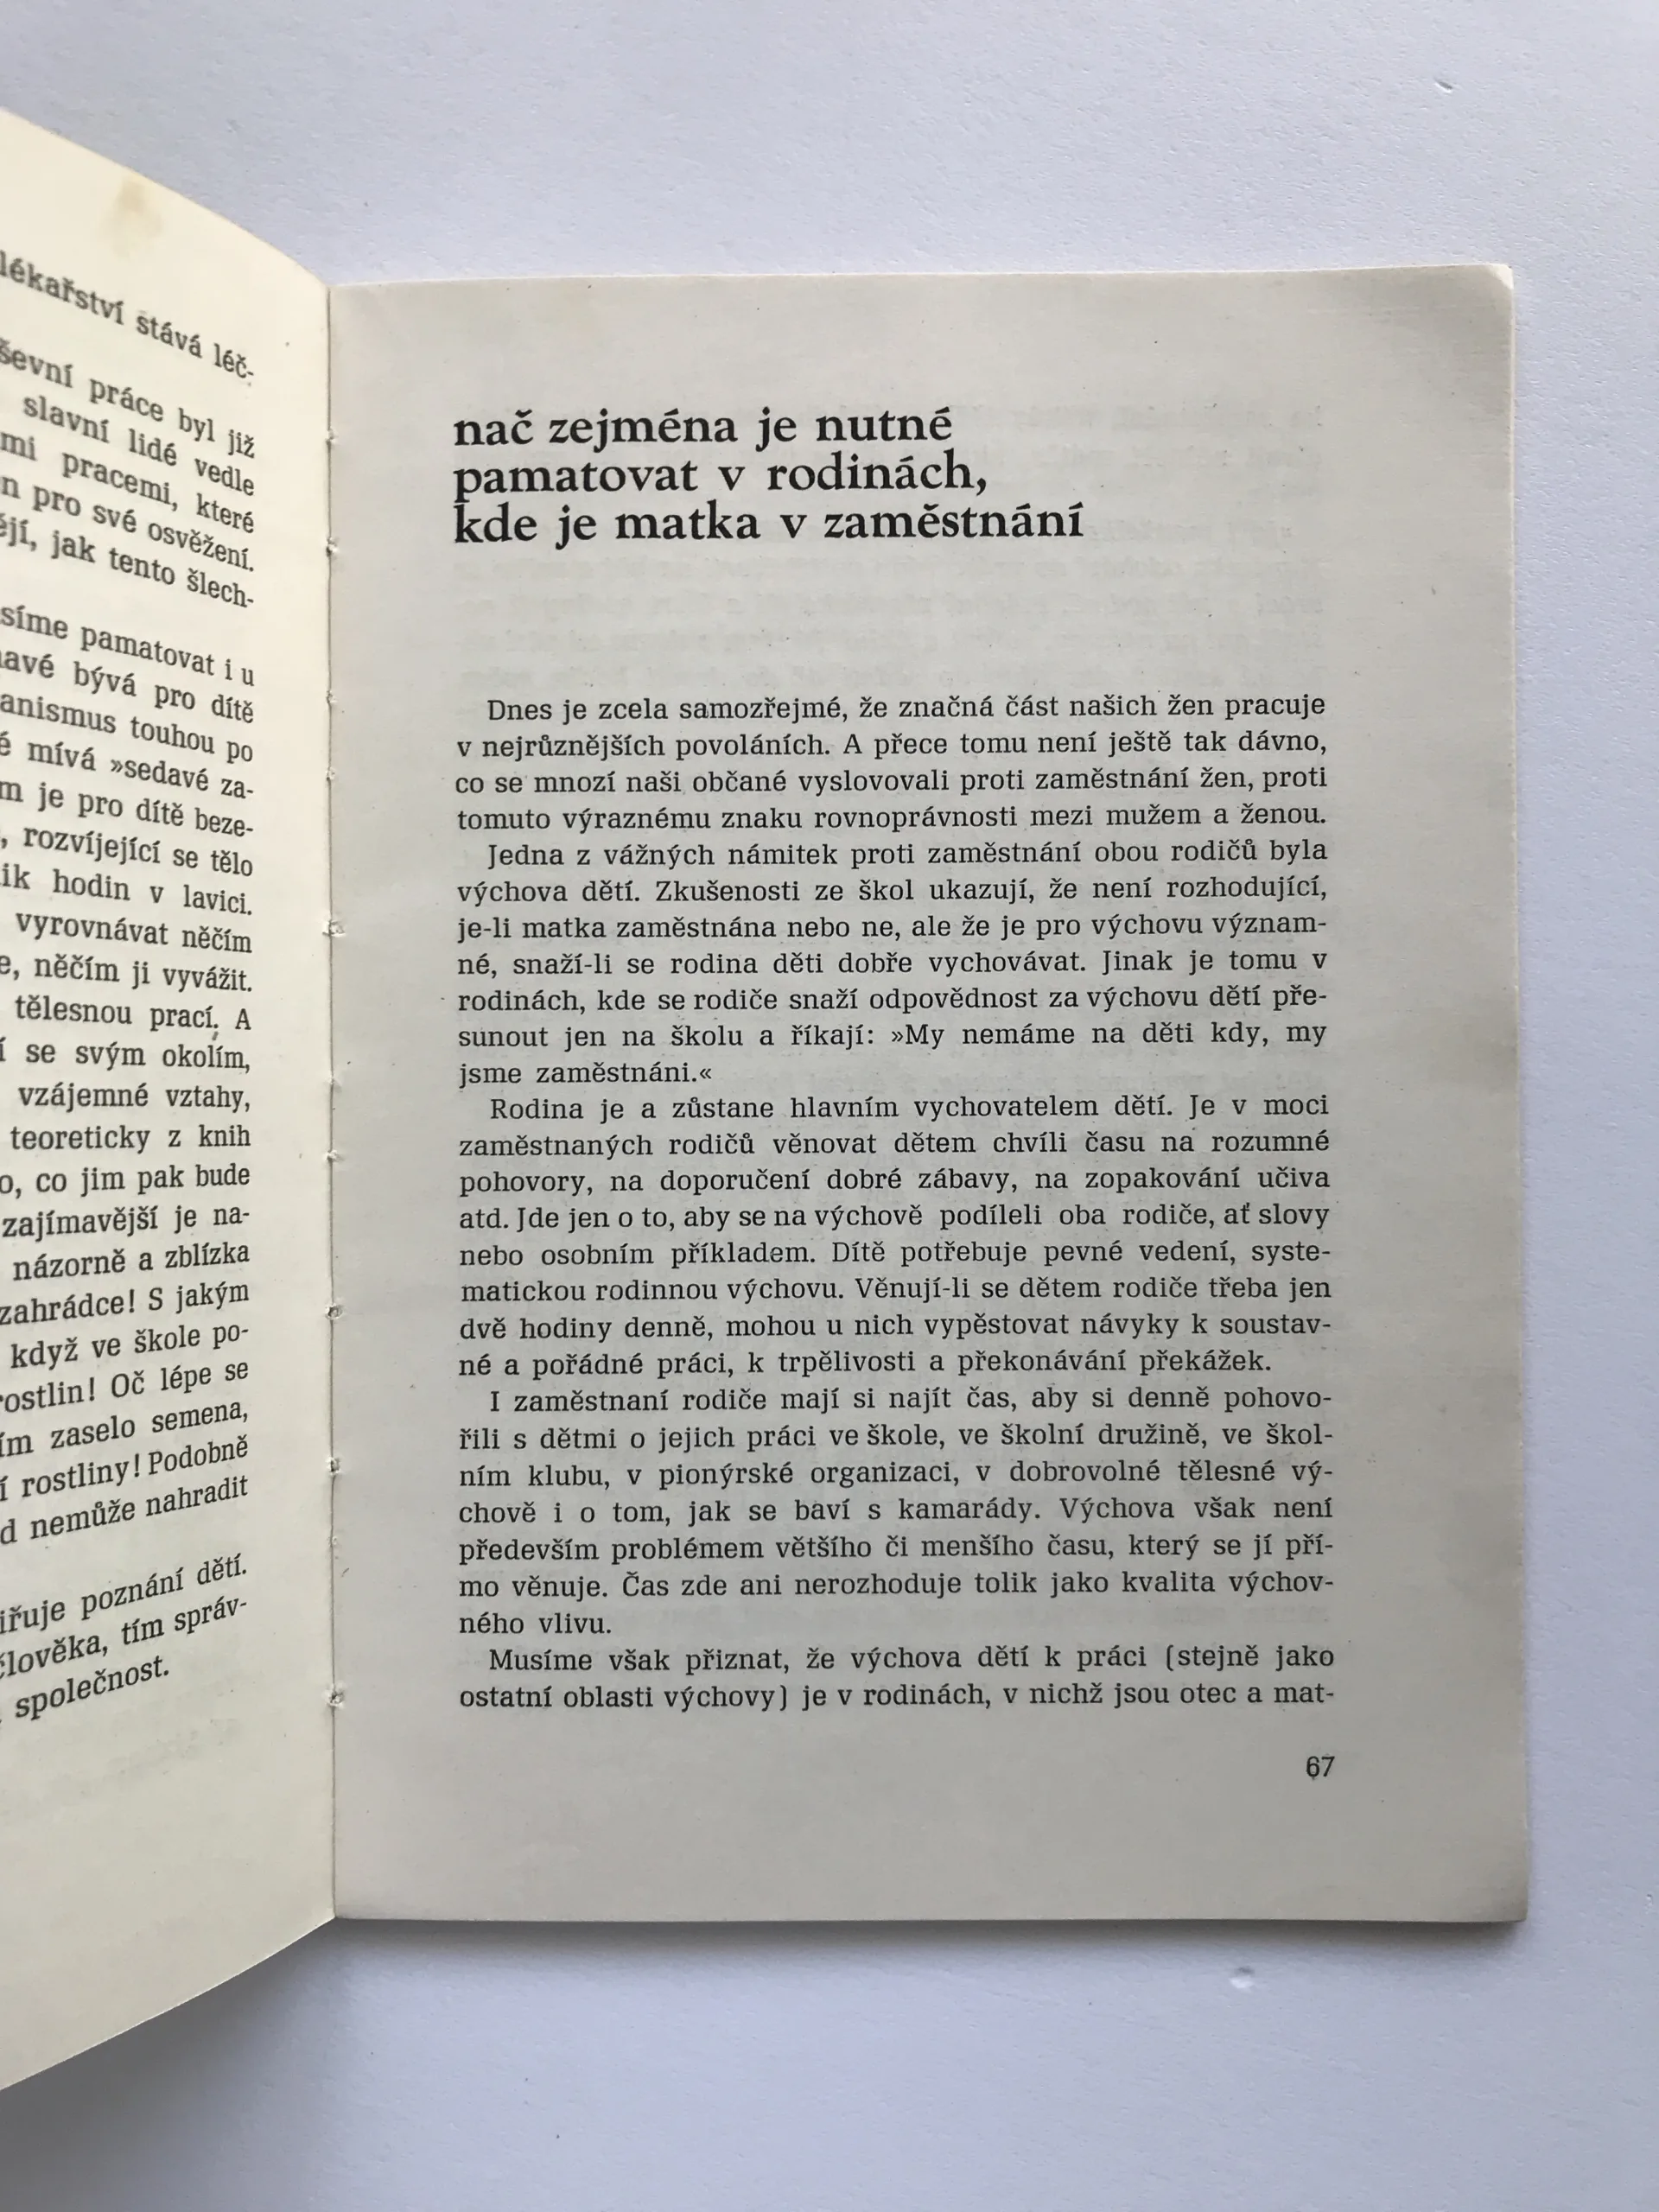 lékařství stává léč-
práce byl již
slavní lidé vedle
pracemi, které
pro své osvěžení.
jak tento šlech-
pamatovat i u
bývá pro dítě
touhou po
mívá »sedavé za-
je pro dítě beze-
rozvíjející se tělo
hodin v lavici.
vyrovnávat něčím
něčím ji vyvážit.
tělesnou prací. A
se svým okolím,
vzájemné vztahy,
teoreticky z knih
co jim pak bude
zajímavější je na-
názorně a zblízka
zahrádce! S jakým
když ve škole po-
Oč lépe se
zaselo semena,
rostliny! Podobně
nemůže nahradit
poznání dětí.
tím správ-
společnost.
nač zejména je nutné
pamatovat v rodinách,
kde je matka v zaměstnání
Dnes je zcela samozřejmé, že značná část našich žen pracuje
v nejrůznějších povoláních. A přece tomu není ještě tak dávno,
co se mnozí naši občané vyslovovali proti zaměstnání žen, proti
tomuto výraznému znaku rovnoprávnosti mezi mužem a ženou.
Jedna z vážných námitek proti zaměstnání obou rodičů byla
výchova dětí. Zkušenosti ze škol ukazují, že není rozhodující,
je-li matka zaměstnána nebo ne, ale že je pro výchovu význam-
né, snaží-li se rodina děti dobře vychovávat. Jinak je tomu v
rodinách, kde se rodiče snaží odpovědnost za výchovu dětí pře-
sunout jen na školu a říkají: »My nemáme na děti kdy, my
jsme zaměstnáni.«
Rodina je a zůstane hlavním vychovatelem dětí. Je v moci
zaměstnaných rodičů věnovat dětem chvíli času na rozumné
pohovory, na doporučení dobré zábavy, na zopakování učiva
atd. Jde jen o to, aby se na výchově podíleli oba rodiče, ať slovy
nebo osobním příkladem. Dítě potřebuje pevné vedení, syste-
matickou rodinnou výchovu. Věnují-li se dětem rodiče třeba jen
dvě hodiny denně, mohou u nich vypěstovat návyky k soustav-
né a pořádné práci, k trpělivosti a překonávání překážek.
I zaměstnaní rodiče mají si najít čas, aby si denně pohovo-
řili s dětmi o jejich práci ve škole, ve školní družině, ve škol-
ním klubu, v pionýrské organizaci, v dobrovolné tělesné vý-
chově i o tom, jak se baví s kamarády. Výchova však není
především problémem většího či menšího času, který se jí pří-
mo věnuje. Čas zde ani nerozhoduje tolik jako kvalita výchov-
ného vlivu.
Musíme však přiznat, že výchova dětí k práci (stejně jako
ostatní oblasti výchovy) je v rodinách, v nichž jsou otec a mat-
67